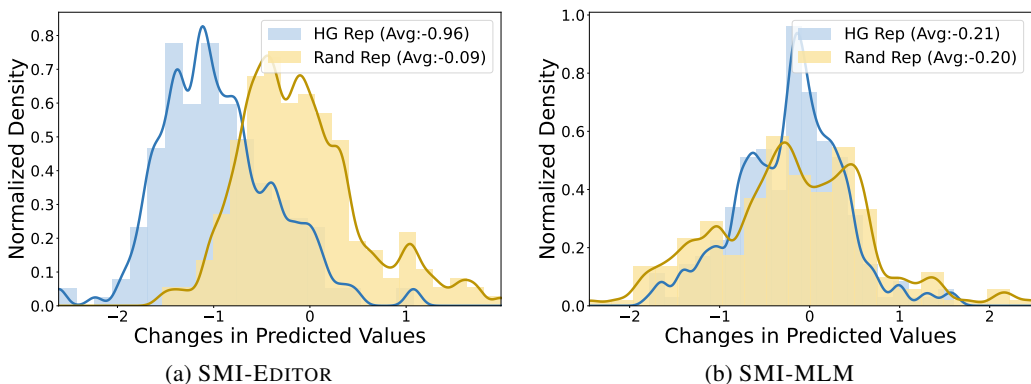 HG Rep (Avg:-0.96)
Rand Rep (Avg:-0.09)
Normalized Density
0.8
0.7
0.6
0.5
0.4
0.3
0.2
0.1
0.0
−2
−1
0
1
Changes in Predicted Values
(a) SMI-EDITOR
HG Rep (Avg:-0.21)
Rand Rep (Avg:-0.20)
Normalized Density
1.0
0.8
0.6
0.4
0.2
0.0
−2
−1
0
1
2
Changes in Predicted Values
(b) SMI-MLM